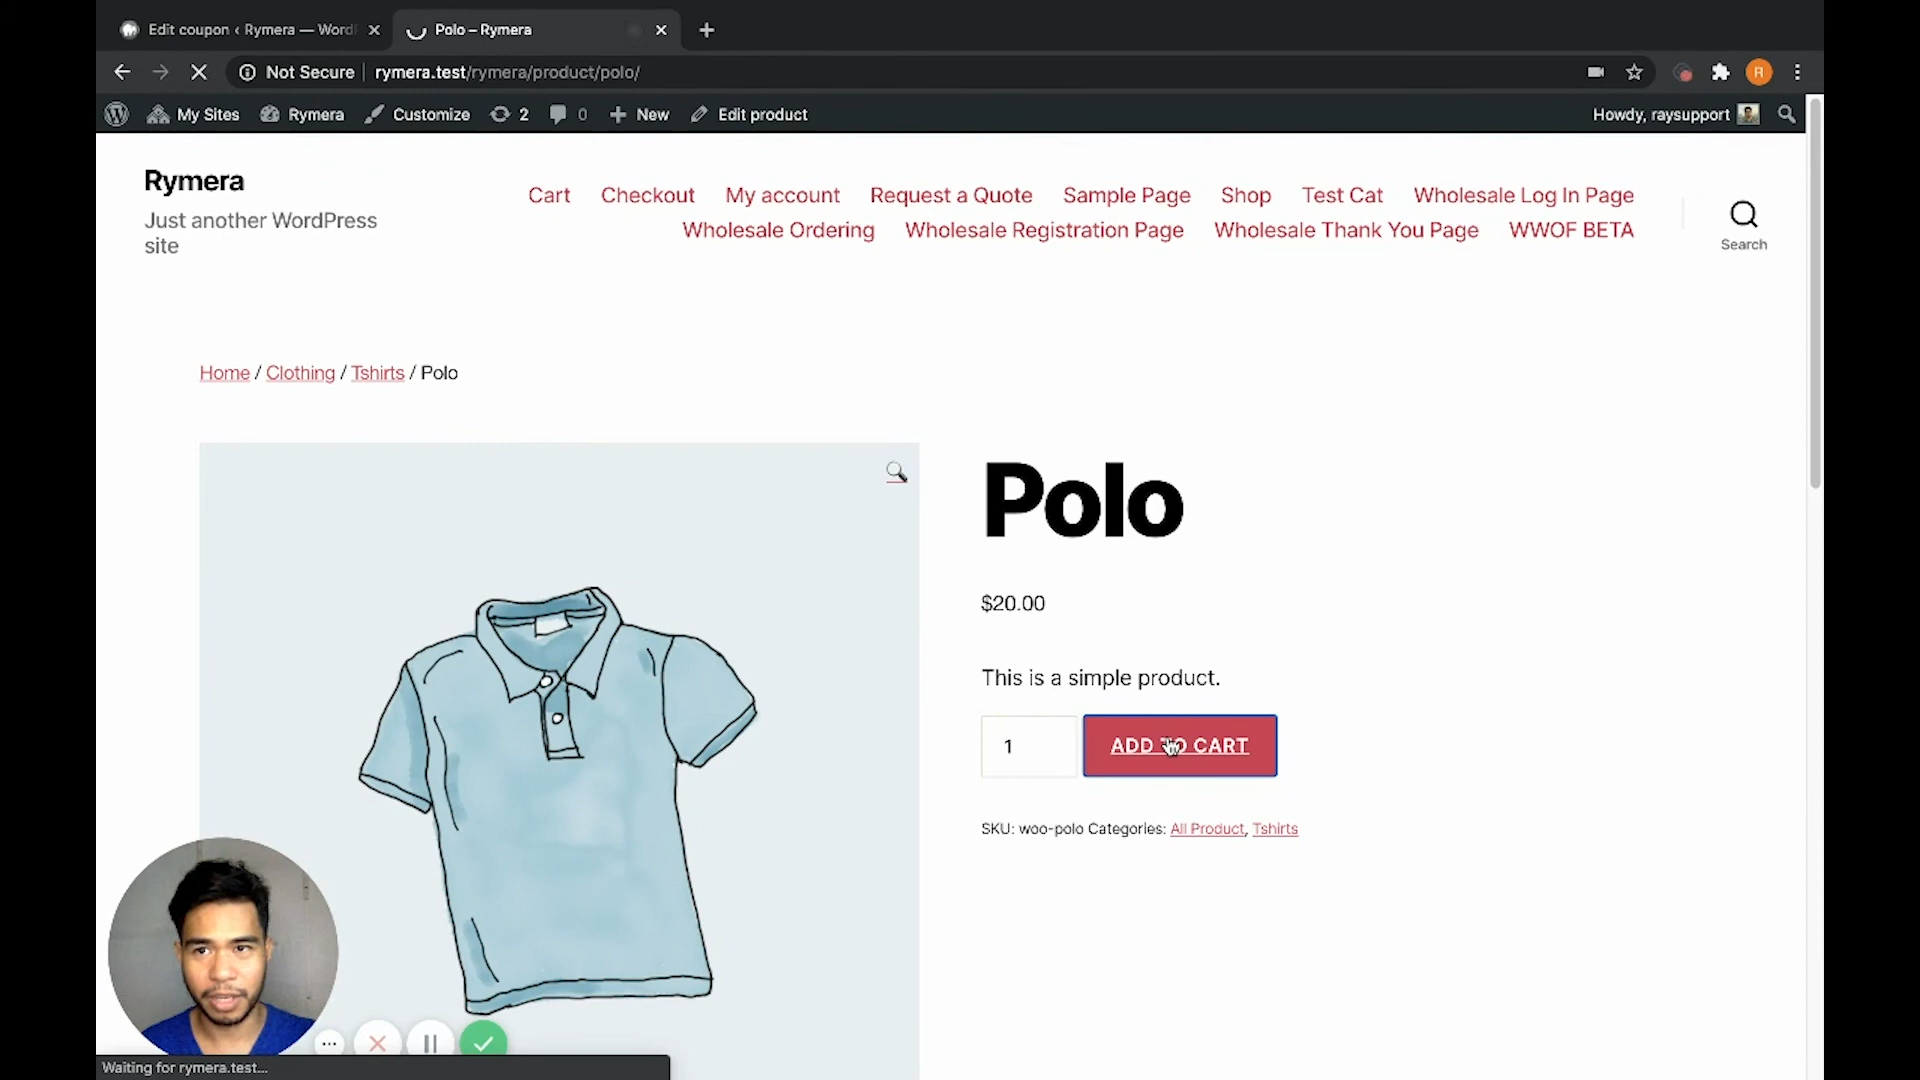 Edit coupon ‹ Rymera — Word
Polo – Rymera
Not Secure
rymera.test/rymera/product/polo/
R
My Sites
Rymera
Customize
2
0
New
Edit product
Howdy, raysupport
Rymera
Just another WordPress
site
Cart
Checkout
My account
Request a Quote
Sample Page
Shop
Test Cat
Wholesale Log In Page
Wholesale Ordering
Wholesale Registration Page
Wholesale Thank You Page
WWOF BETA
Search
Home / Clothing / Tshirts / Polo
Polo
$20.00
This is a simple product.
1
ADD TO CART
SKU: woo-polo Categories: All Product, Tshirts
Waiting for rymera.test...